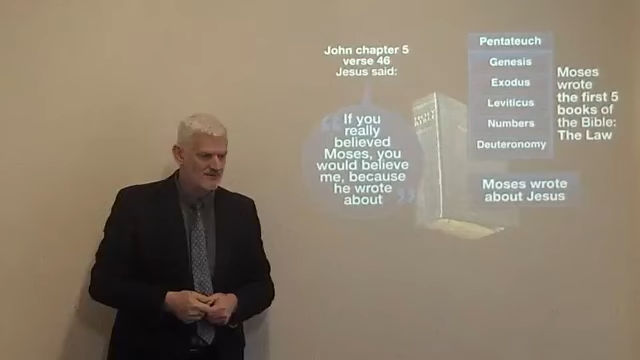 John chapter 5
verse 46
Jesus said:
“If you
really
believed
Moses, you
would believe
me, because
he wrote
about”
Pentateuch
Genesis
Exodus
Leviticus
Numbers
Deuteronomy
Moses
wrote
the first 5
books of
the Bible:
The Law
HOLY
BIBLE
Moses wrote
about Jesus